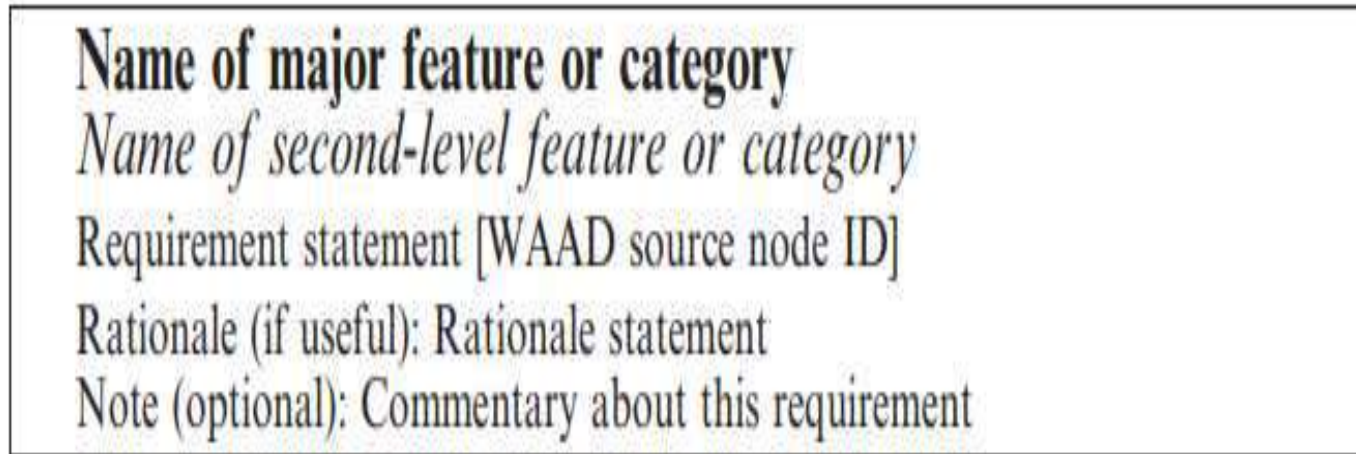 Name of major feature or category
Name of second-level feature or category
Requirement statement [WAAD source node ID]
Rationale (if useful): Rationale statement
Note (optional): Commentary about this requirement